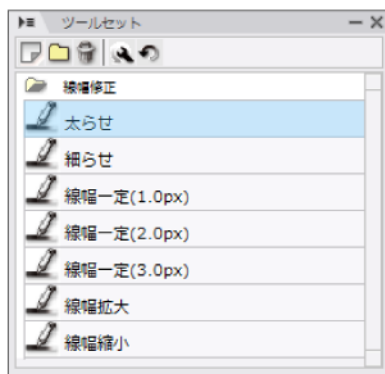 ツールセット
線幅修正
太らせ
細らせ
線幅一定(1.0px)
線幅一定(2.0px)
線幅一定(3.0px)
線幅拡大
線幅縮小